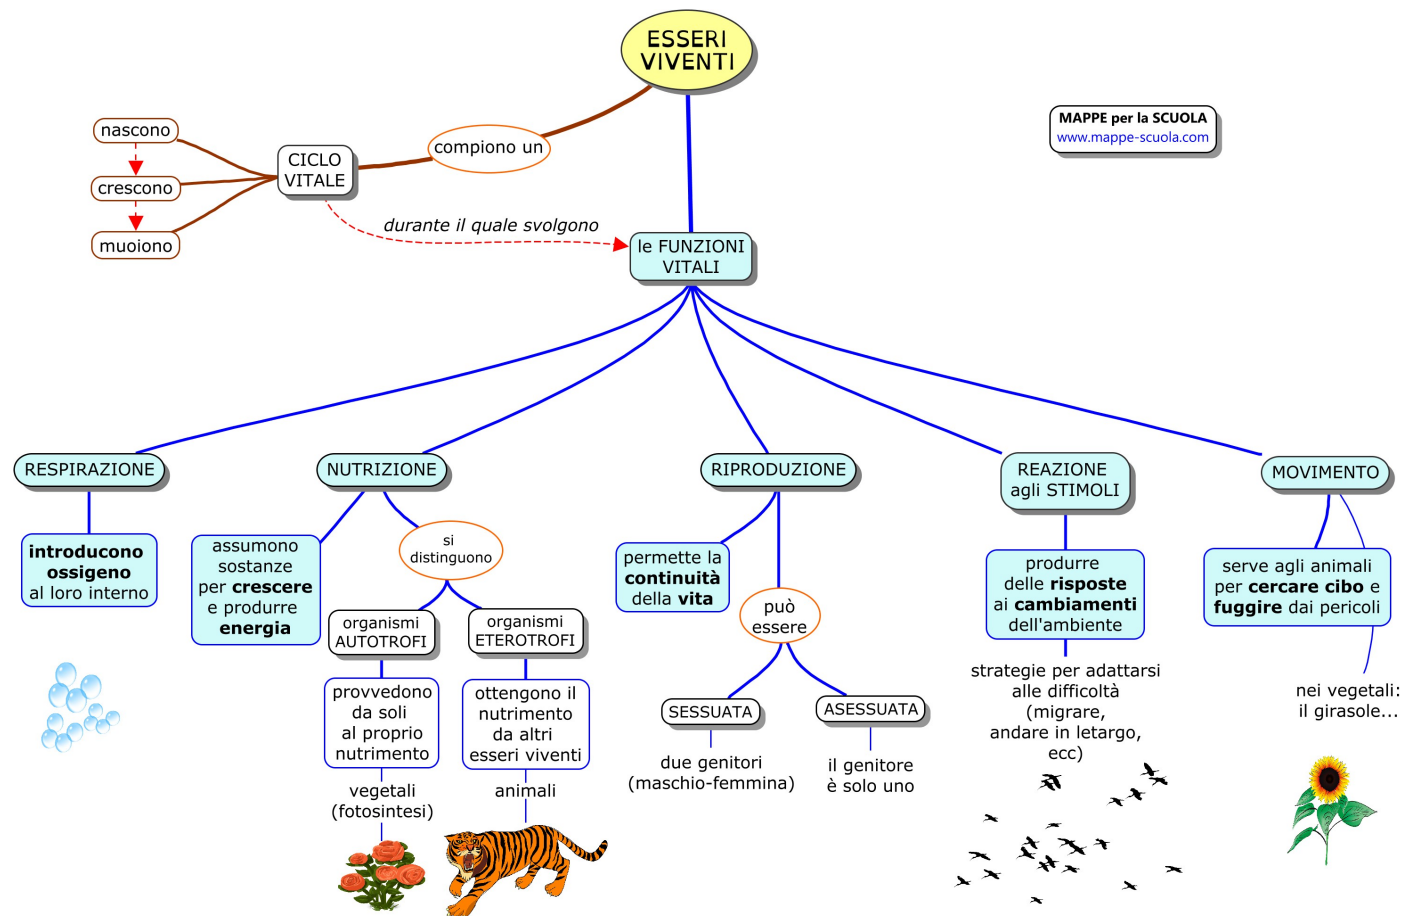 ESSERI
VIVENTI
MAPPE per la SCUOLA
www.mappe-scuola.com
compiono un
CICLO
VITALE
nascono
crescono
muoiono
durante il quale svolgono
le FUNZIONI
VITALI
RESPIRAZIONE
introducono
ossigeno
al loro interno
NUTRIZIONE
assumono
sostanze
per crescere
e produrre
energia
si
distinguono
organismi
AUTOTROFI
provvedono
da soli
al proprio
nutrimento
vegetali
(fotosintesi)
organismi
ETEROTROFI
ottengono il
nutrimento
da altri
esseri viventi
animali
RIPRODUZIONE
permette la
continuità
della vita
può
essere
SESSUATA
due genitori
(maschio-femmina)
ASESSUATA
il genitore
è solo uno
REAZIONE
agli STIMOLI
produrre
delle risposte
ai cambiamenti
dell'ambiente
strategie per adattarsi
alle difficoltà
(migrare,
andare in letargo,
ecc)
MOVIMENTO
serve agli animali
per cercare cibo e
fuggire dai pericoli
nei vegetali:
il girasole...